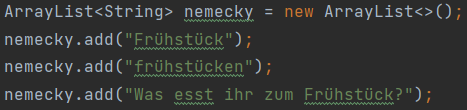 ArrayList<String> nemecky = new ArrayList<>();
nemecky.add("Frühstück");
nemecky.add("frühstücken");
nemecky.add("Was esst ihr zum Frühstück?");